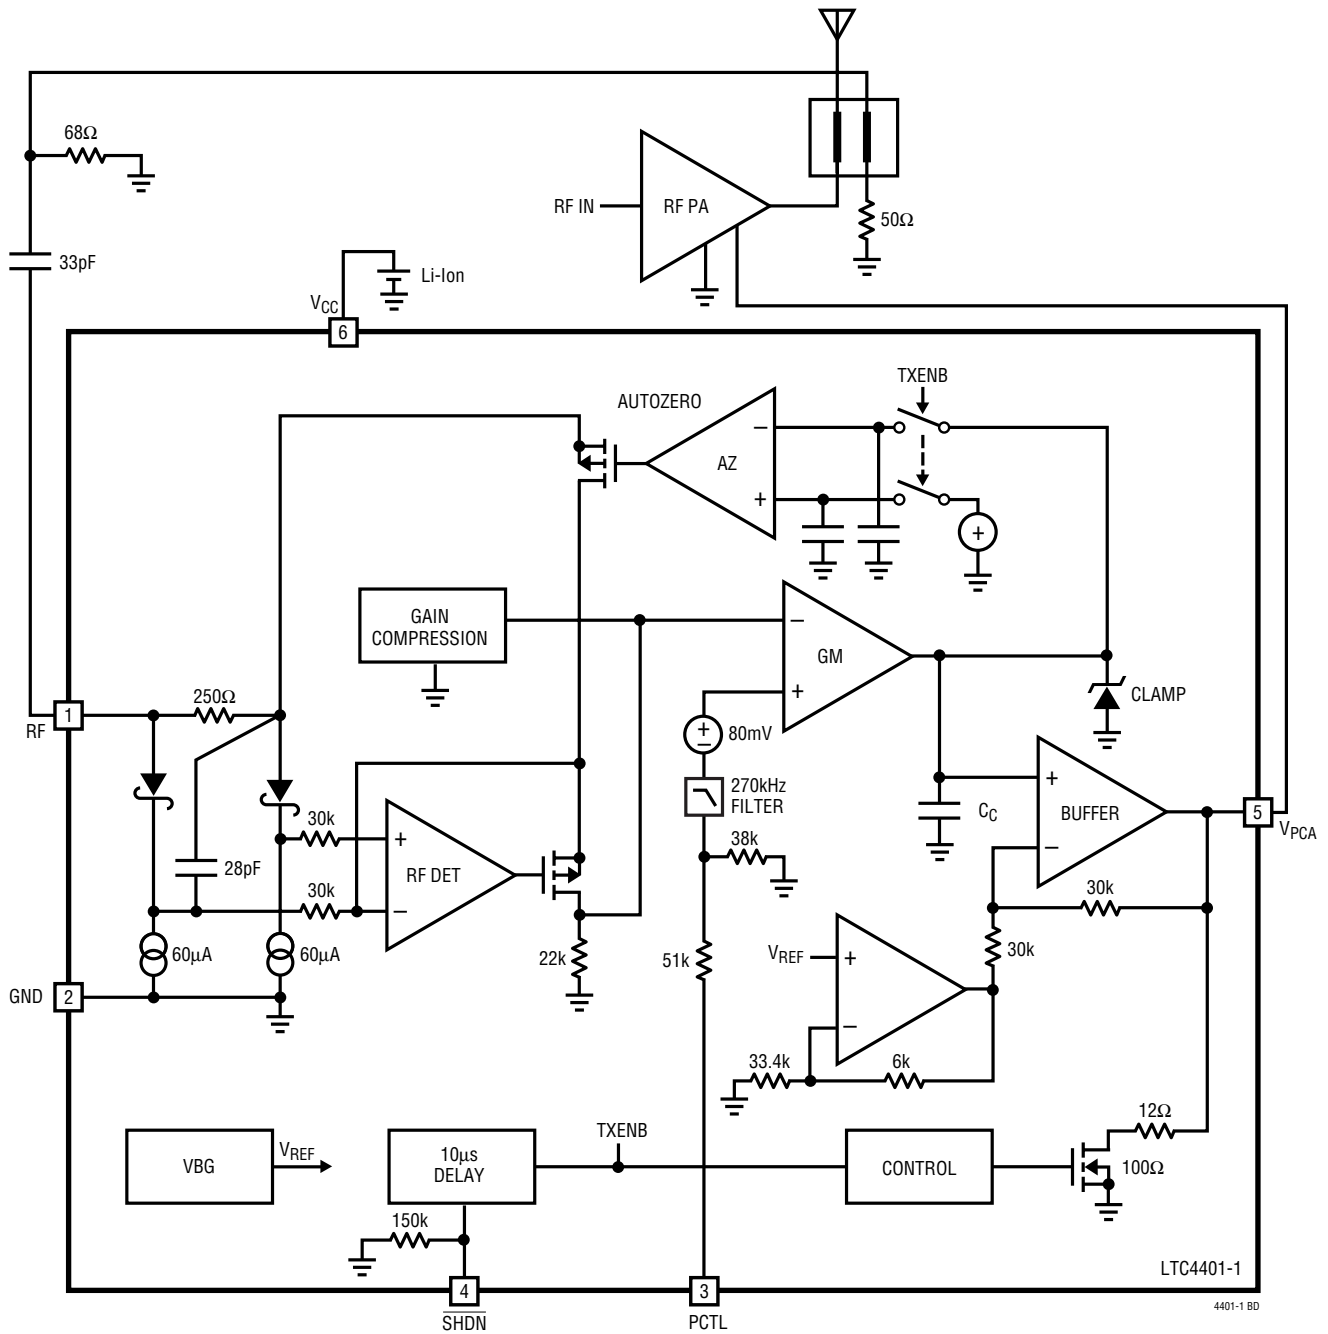 68Ω
33pF
RF IN
RF PA
50Ω
Li-Ion
VCC
6
TXENB
AUTOZERO
−
AZ
+
+
GAIN
COMPRESSION
−
GM
+
CLAMP
250Ω
1
RF
+
−
80mV
270kHz
FILTER
+
BUFFER
−
CC
5
VPCA
30k
+
RF DET
−
28pF
30k
38k
30k
30k
60µA
60µA
22k
51k
VREF
+
−
GND
2
33.4k
6k
12Ω
100Ω
VBG
VREF
10µs
DELAY
TXENB
CONTROL
150k
LTC4401-1
4
SHDN
3
PCTL
4401-1 BD